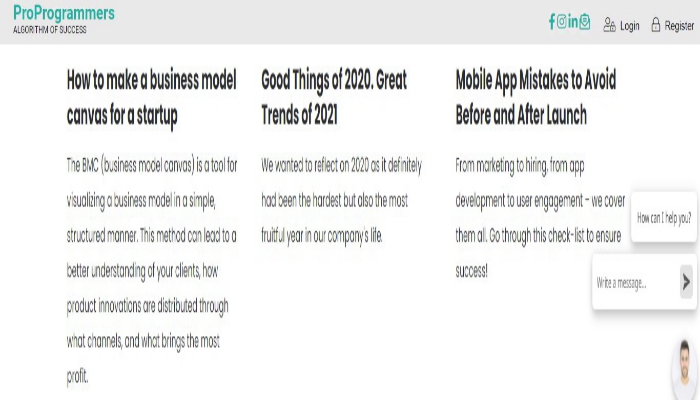 ProProgrammers
ALGORITHM OF SUCCESS
Login
Register
How to make a business model
canvas for a startup
The BMC (business model canvas) is a tool for
visualizing a business model in a simple,
structured manner. This method can lead to a
better understanding of your clients, how
product innovations are distributed through
what channels, and what brings the most
profit.
Good Things of 2020. Great
Trends of 2021
We wanted to reflect on 2020 as it definitely
had been the hardest but also the most
fruitful year in our company's life.
Mobile App Mistakes to Avoid
Before and After Launch
From marketing to hiring, from app
development to user engagement – we cover
them all. Go through this check-list to ensure
success!
How can I help you?
Write a message...